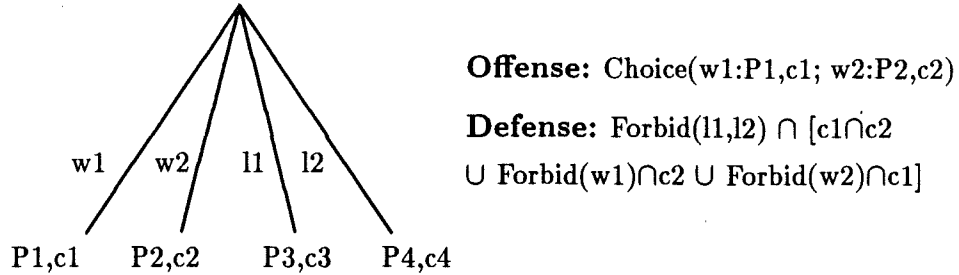 Offense: Choice(w1:P1,c1; w2:P2,c2)
Defense: Forbid(l1,l2) ∩ [c1∩c2
∪ Forbid(w1)∩c2 ∪ Forbid(w2)∩c1]
w1 w2 l1 l2
P1,c1 P2,c2 P3,c3 P4,c4